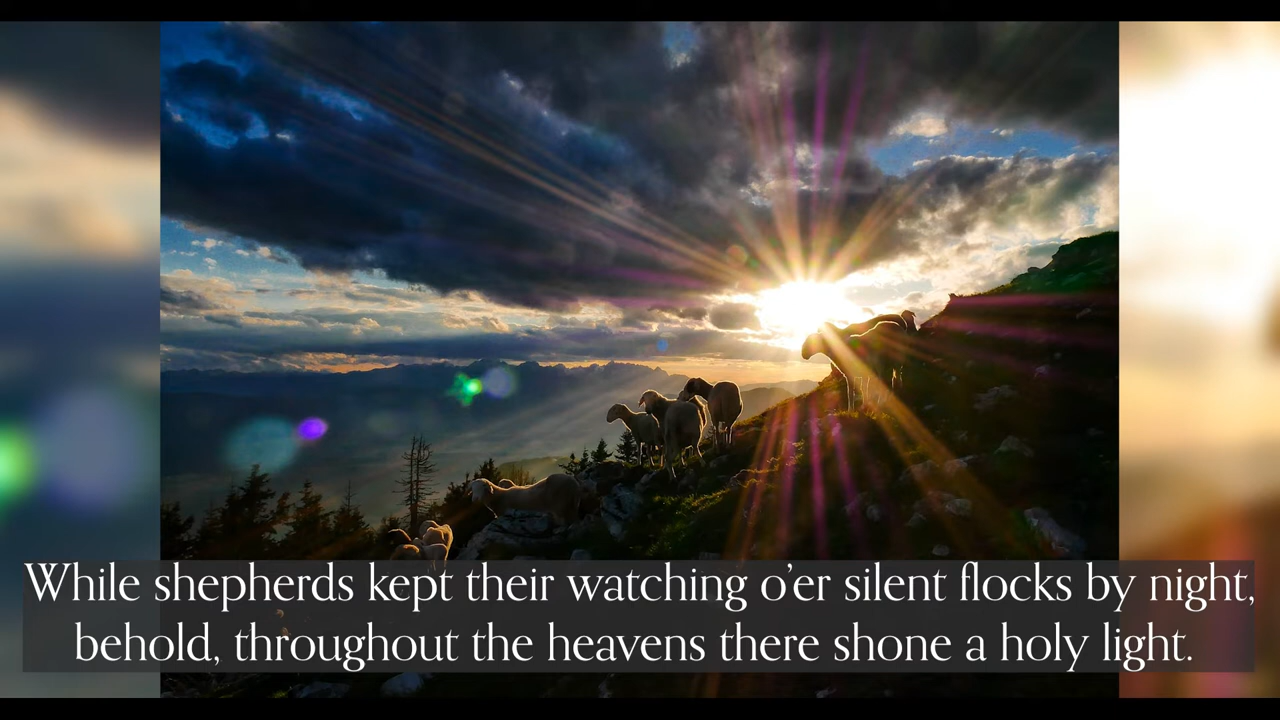 While shepherds kept their watching o’er silent flocks by night,
behold, throughout the heavens there shone a holy light.